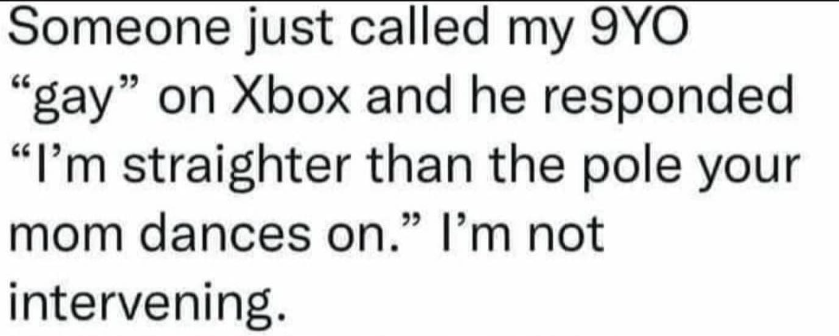 Someone just called my 9YO
“gay” on Xbox and he responded
“I’m straighter than the pole your
mom dances on.” I’m not
intervening.